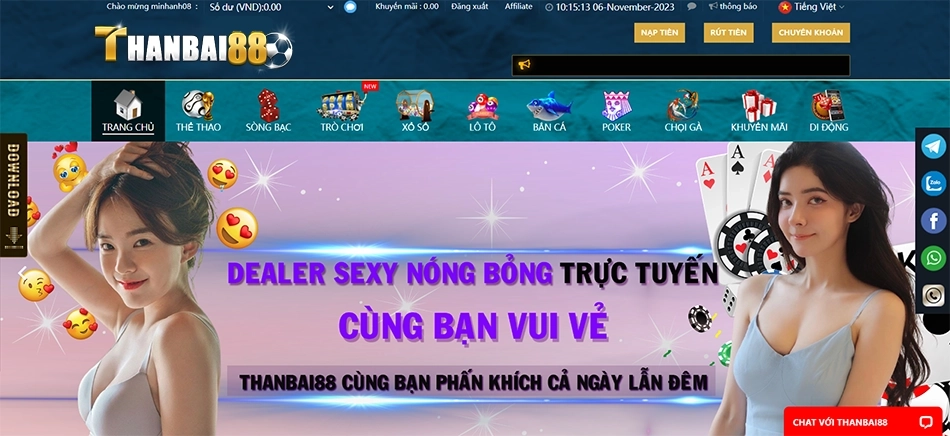 Chào mừng minhanh08 : Số dư (VND):0.00 Khuyến mãi : 0.00 Đăng xuất Affiliate 10:15:13 06-November-2023 thông báo Tiếng Việt
THANBAI88
NẠP TIỀN RÚT TIỀN CHUYỂN KHOẢN
NEW
TRANG CHỦ THỂ THAO SÒNG BẠC TRÒ CHƠI XỔ SỐ LÔ TÔ BẮN CÁ POKER CHỌI GÀ KHUYẾN MÃI DI ĐỘNG
DOWNLOAD
A A A
Zalo
DEALER SEXY NÓNG BỎNG TRỰC TUYẾN
CÙNG BẠN VUI VẺ
THANBAI88 CÙNG BẠN PHẤN KHÍCH CẢ NGÀY LẪN ĐÊM
CHAT VỚI THANBAI88